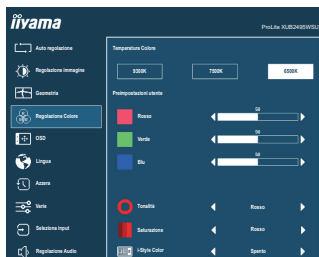 iiyama
ProLite XUB2495WSU
Auto regolazione
Regolazione Immagine
Geometria
Regolazione Colore
OSD
Lingua
Azzera
Varie
Seleziona input
Regolazione Audio
Temperatura Colore
9300K 7500K 6500K
Preimpostazioni utente
Rosso 50
Verde 50
Blu 50
Tonalità Rosso
Saturazione Rosso
i-Style Color Spento